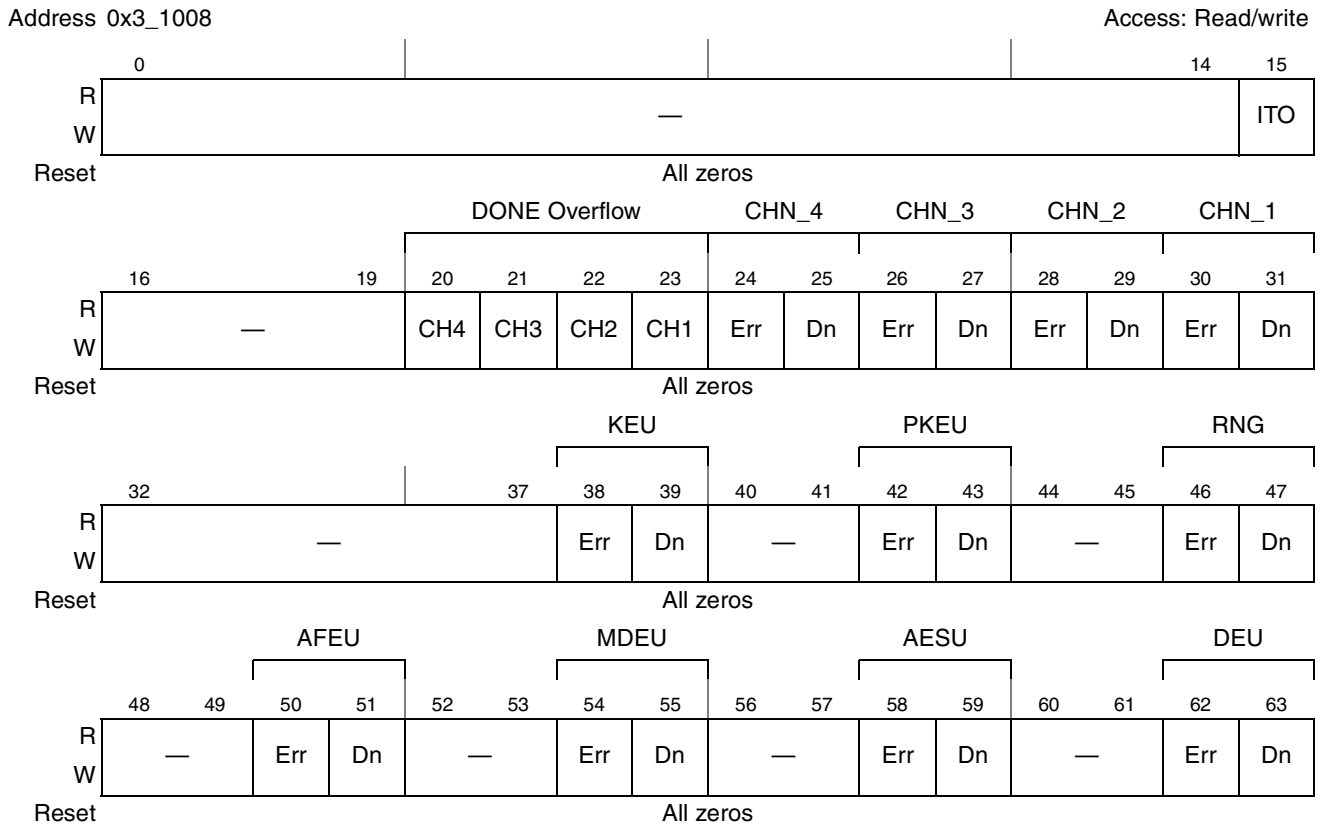 Address 0x3_1008 Access: Read/write
0 14 15
R
W
— ITO
Reset All zeros
DONE Overflow CHN_4 CHN_3 CHN_2 CHN_1
16 19 20 21 22 23 24 25 26 27 28 29 30 31
R
W
— CH4 CH3 CH2 CH1 Err Dn Err Dn Err Dn Err Dn
Reset All zeros
KEU PKEU RNG
32 37 38 39 40 41 42 43 44 45 46 47
R
W
— Err Dn — Err Dn — Err Dn
Reset All zeros
AFEU MDEU AESU DEU
48 49 50 51 52 53 54 55 56 57 58 59 60 61 62 63
R
W
— Err Dn — Err Dn — Err Dn — Err Dn
Reset All zeros